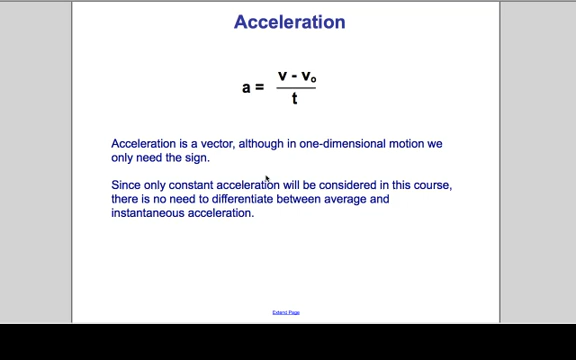 Acceleration
a = v - vₒ
t
Acceleration is a vector, although in one-dimensional motion we
only need the sign.
Since only constant acceleration will be considered in this course,
there is no need to differentiate between average and
instantaneous acceleration.
Extend Page